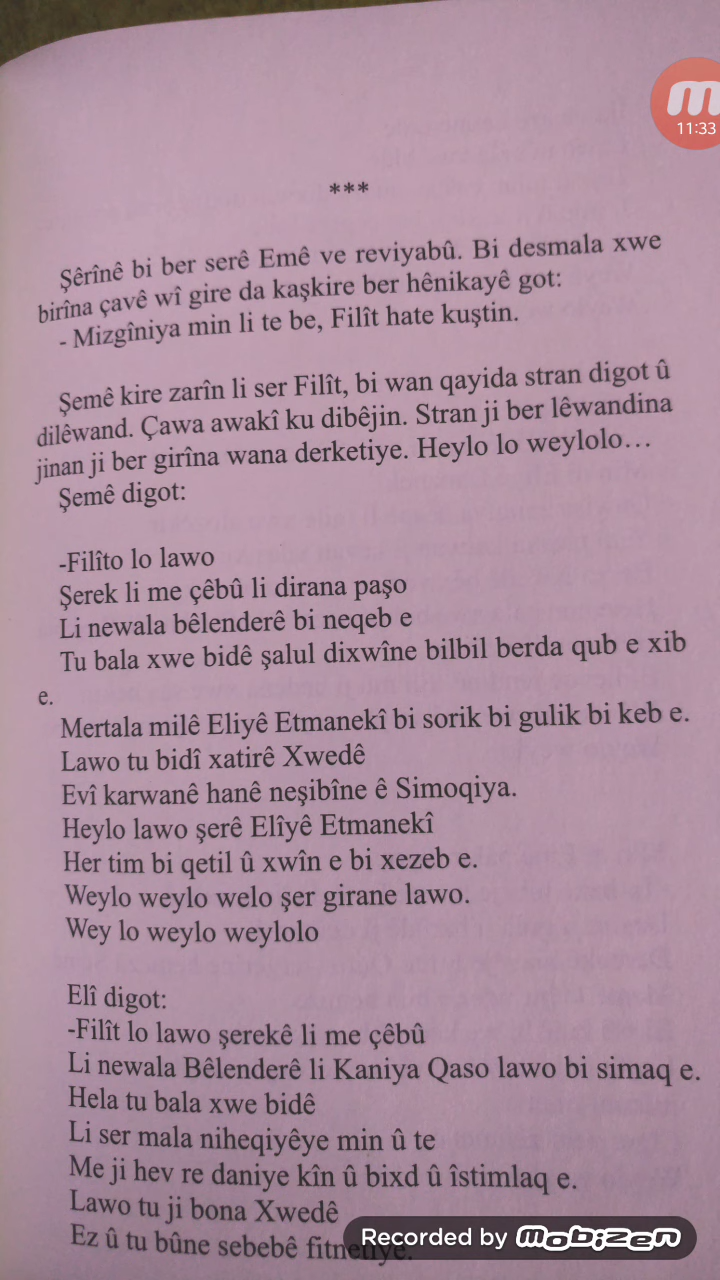 11:33
***
Şêrînê bi ber serê Emê ve reviyabû. Bi desmala xwe
birîna çavê wî gire da kaşkire ber hênikayê got:
- Mizgîniya min li te be, Filît hate kuştin.
Şemê kire zarîn li ser Filît, bi wan qayida stran digot û
dilêwand. Çawa awakî ku dibêjin. Stran ji ber lêwandina
jinan ji ber girîna wana derketiye. Heylo lo weylolo…
Şemê digot:
-Filîto lo lawo
Şerek li me çêbû li dirana paşo
Li newala bêlenderê bi neqeb e
Tu bala xwe bidê şalul dixwîne bilbil berda qub e xib
e.
Mertala milê Eliyê Etmanekî bi sorik bi gulik bi keb e.
Lawo tu bidî xatirê Xwedê
Evî karwanê hanê neşibîne ê Simoqiya.
Heylo lawo şerê Elîyê Etmanekî
Her tim bi qetil û xwîn e bi xezeb e.
Weylo weylo welo şer girane lawo.
Wey lo weylo weylolo
Elî digot:
-Filît lo lawo şerekê li me çêbû
Li newala Bêlenderê li Kaniya Qaso lawo bi simaq e.
Hela tu bala xwe bidê
Li ser mala niheqiyêye min û te
Me ji hev re daniye kîn û bixd û îstimlaq e.
Lawo tu ji bona Xwedê
Ez û tu bûne sebebê
Recorded by mobizen